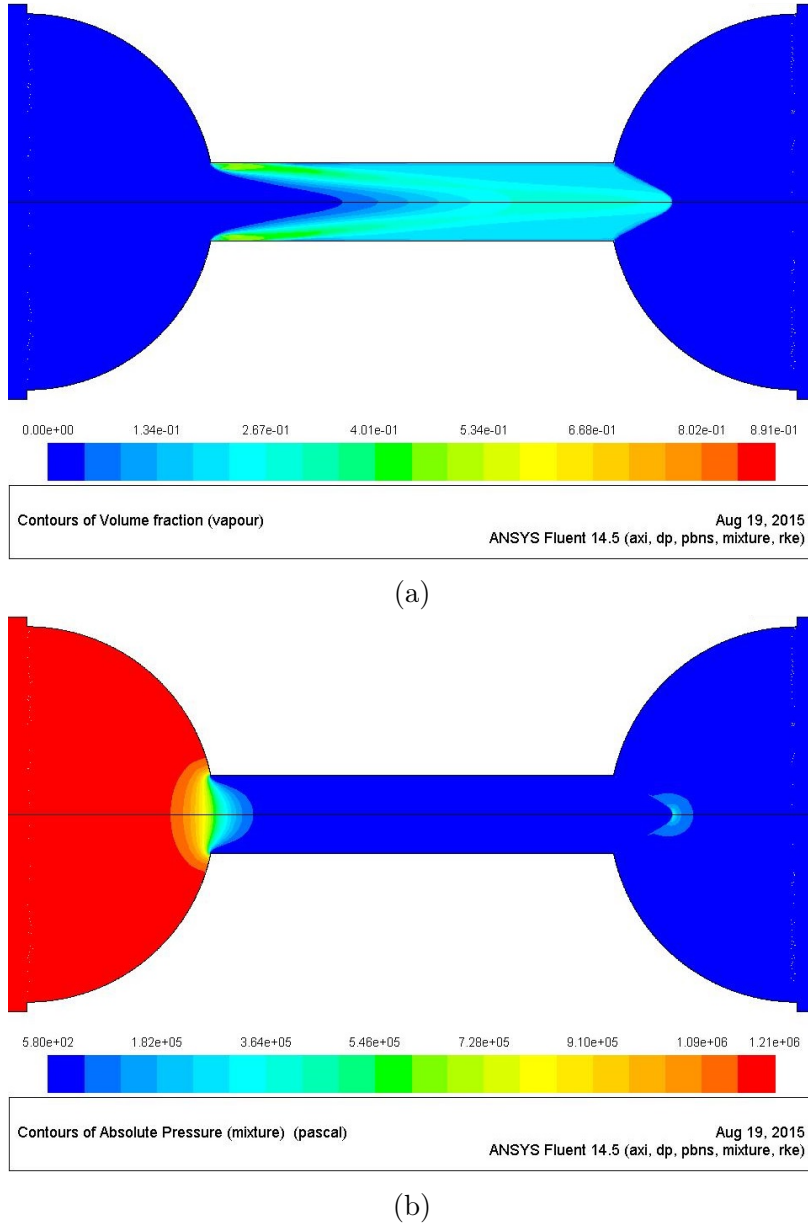 0.00e+00 1.34e-01 2.67e-01 4.01e-01 5.34e-01 6.68e-01 8.02e-01 8.91e-01
Contours of Volume fraction (vapour) Aug 19, 2015
ANSYS Fluent 14.5 (axi, dp, pbns, mixture, rke)
(a)
5.80e+02 1.82e+05 3.64e+05 5.46e+05 7.28e+05 9.10e+05 1.09e+06 1.21e+06
Contours of Absolute Pressure (mixture) (pascal) Aug 19, 2015
ANSYS Fluent 14.5 (axi, dp, pbns, mixture, rke)
(b)